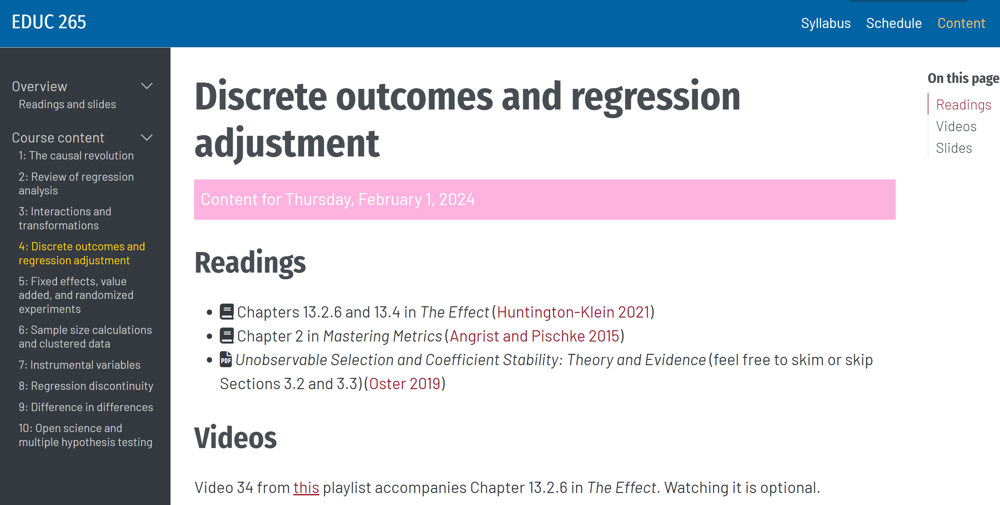 EDUC 265
Syllabus Schedule Content
Overview
Readings and slides
Course content
1: The causal revolution
2: Review of regression
analysis
3: Interactions and
transformations
4: Discrete outcomes and
regression adjustment
5: Fixed effects, value
added, and randomized
experiments
6: Sample size calculations
and clustered data
7: Instrumental variables
8: Regression discontinuity
9: Difference in differences
10: Open science and
multiple hypothesis testing
Discrete outcomes and regression
adjustment
Content for Thursday, February 1, 2024
Readings
• Chapters 13.2.6 and 13.4 in The Effect (Huntington-Klein 2021)
• Chapter 2 in Mastering Metrics (Angrist and Pischke 2015)
• PDF Unobservable Selection and Coefficient Stability: Theory and Evidence (feel free to skim or skip
Sections 3.2 and 3.3) (Oster 2019)
Videos
Video 34 from this playlist accompanies Chapter 13.2.6 in The Effect. Watching it is optional.
On this page
Readings
Videos
Slides